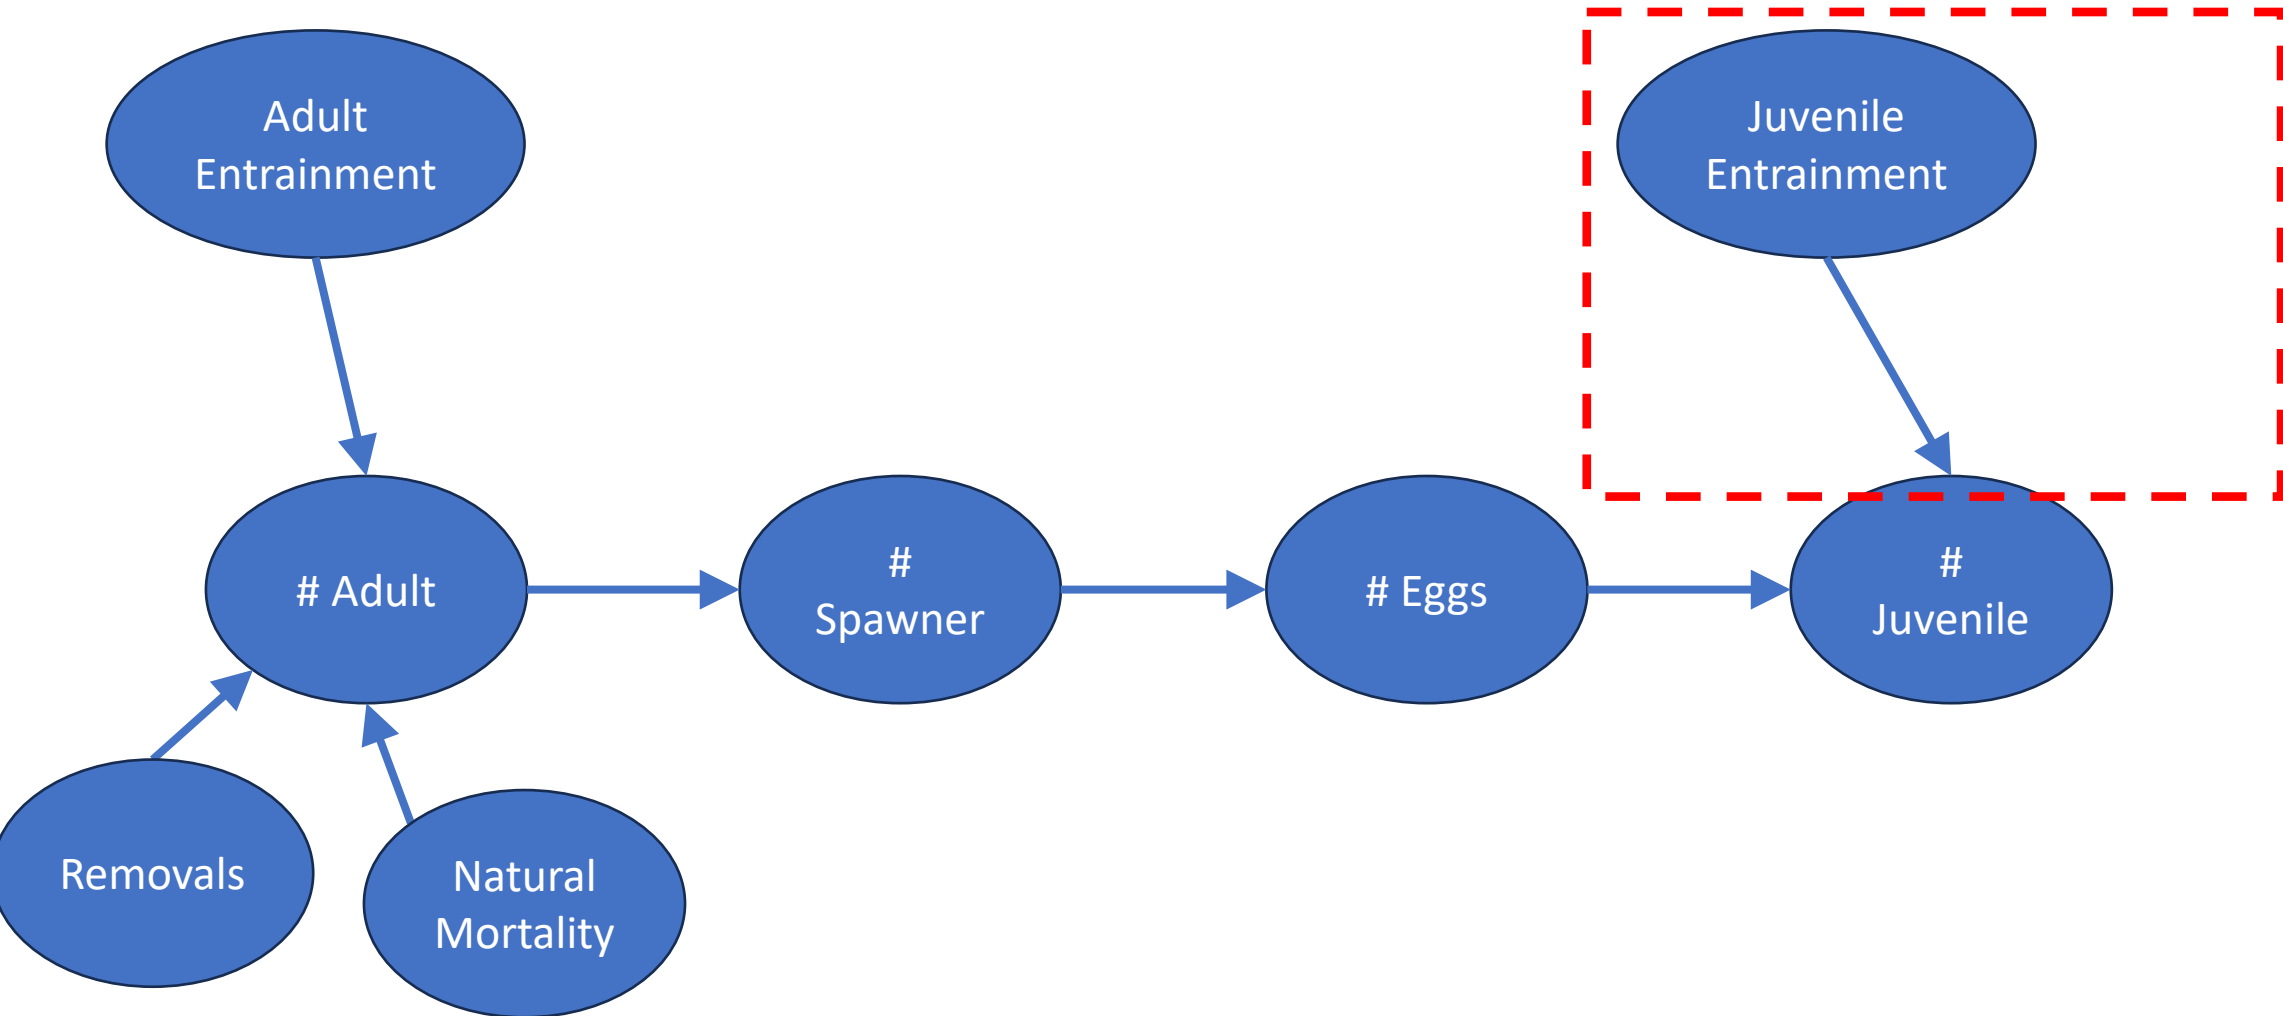 Adult
Entrainment
Juvenile
Entrainment
# Adult
#
Spawner
# Eggs
#
Juvenile
Removals
Natural
Mortality